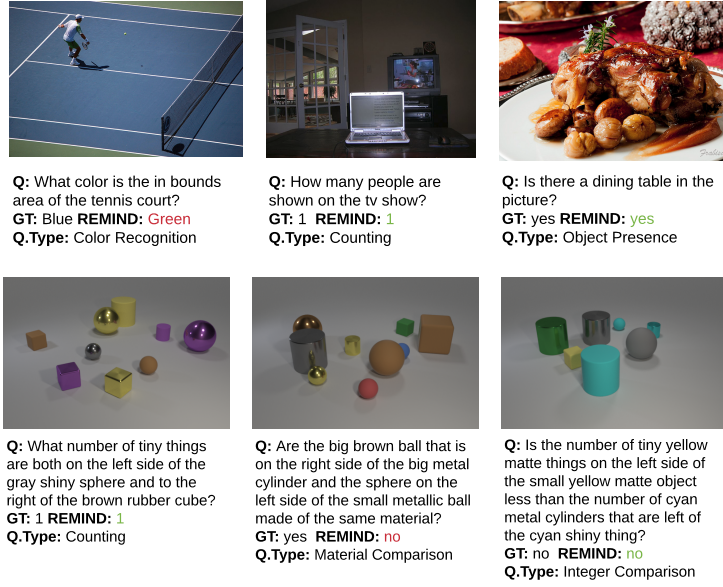 Q: What color is the in bounds
area of the tennis court?
GT: Blue REMIND: Green
Q.Type: Color Recognition
Q: How many people are
shown on the tv show?
GT: 1 REMIND: 1
Q.Type: Counting
Q: Is there a dining table in the
picture?
GT: yes REMIND: yes
Q.Type: Object Presence
Q: What number of tiny things
are both on the left side of the
gray shiny sphere and to the
right of the brown rubber cube?
GT: 1 REMIND: 1
Q.Type: Counting
Q: Are the big brown ball that is
on the right side of the big metal
cylinder and the sphere on the
left side of the small metallic ball
made of the same material?
GT: yes REMIND: no
Q.Type: Material Comparison
Q: Is the number of tiny yellow
matte things on the left side of
the small yellow matte object
less than the number of cyan
metal cylinders that are left of
the cyan shiny thing?
GT: no REMIND: no
Q.Type: Integer Comparison